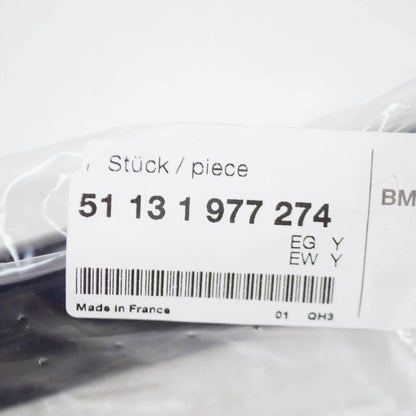 Stück / piece
51 13 1 977 274
BM
EG Y
EW Y
Made in France
01 QH3